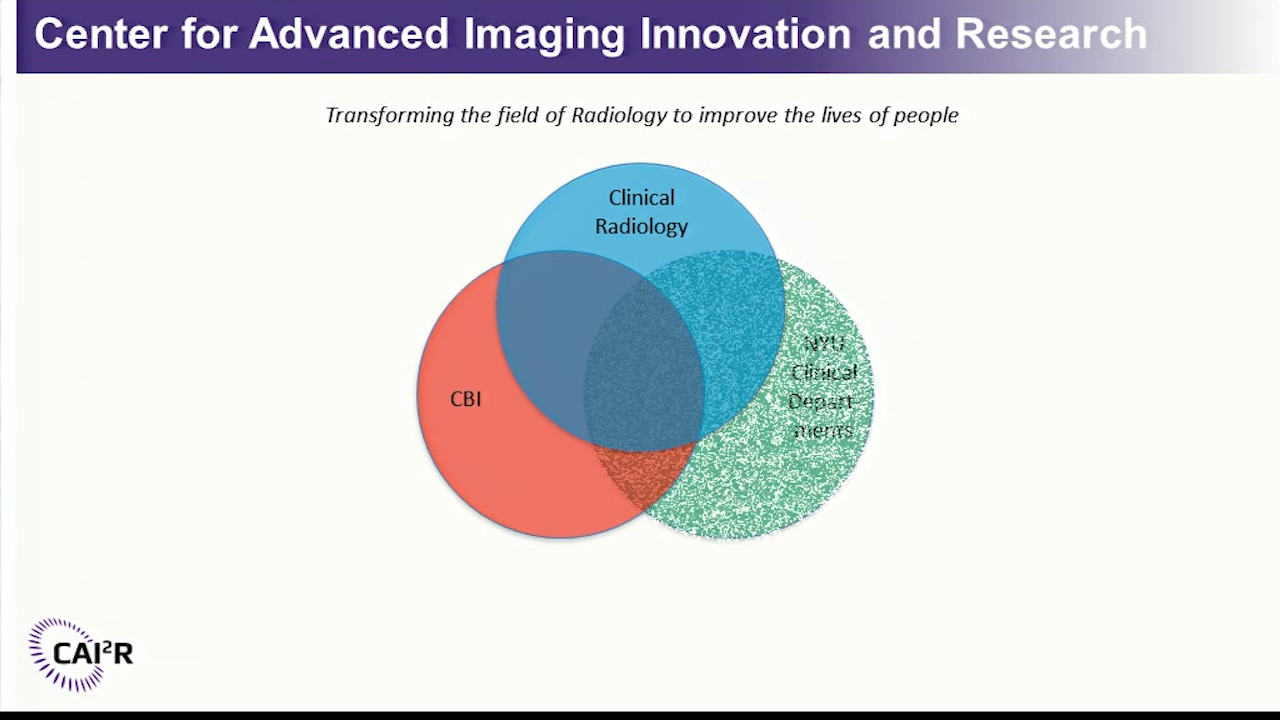 Center for Advanced Imaging Innovation and Research
Transforming the field of Radiology to improve the lives of people
Clinical
Radiology
NYU
Clinical
Depart-
ments
CBI
CAI²R